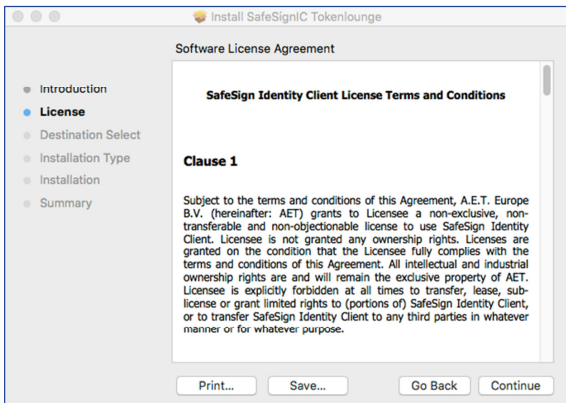 Install SafeSignIC Tokenlounge
Software License Agreement
Introduction
License
Destination Select
Installation Type
Installation
Summary
SafeSign Identity Client License Terms and Conditions
Clause 1
Subject to the terms and conditions of this Agreement, A.E.T. Europe
B.V. (hereinafter: AET) grants to Licensee a non-exclusive, non-
transferable and non-objectionable license to use SafeSign Identity
Client. Licensee is not granted any ownership rights. Licenses are
granted on the condition that the Licensee fully complies with the
terms and conditions of this Agreement. All intellectual and industrial
ownership rights are and will remain the exclusive property of AET.
Licensee is explicitly forbidden at all times to transfer, lease, sub-
license or grant limited rights to (portions of) SafeSign Identity Client,
or to transfer SafeSign Identity Client to any third parties in whatever
manner or for whatever purpose.
Print... Save... Go Back Continue